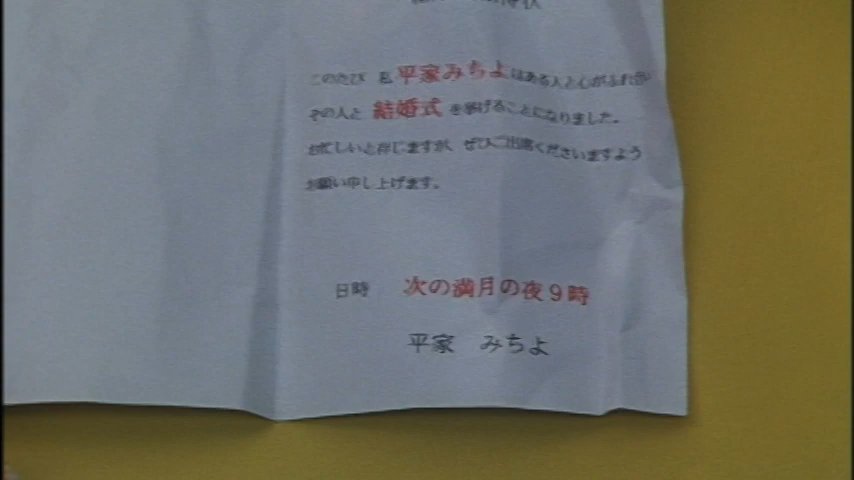 このたび 私 平家みちよはある人と心がふれ合い
その人と 結婚式 を挙げることになりました。
お忙しいと存じますが、ぜひご出席くださいますよう
お願い申し上げます。
日時 次の満月の夜9時
平家 みちよ